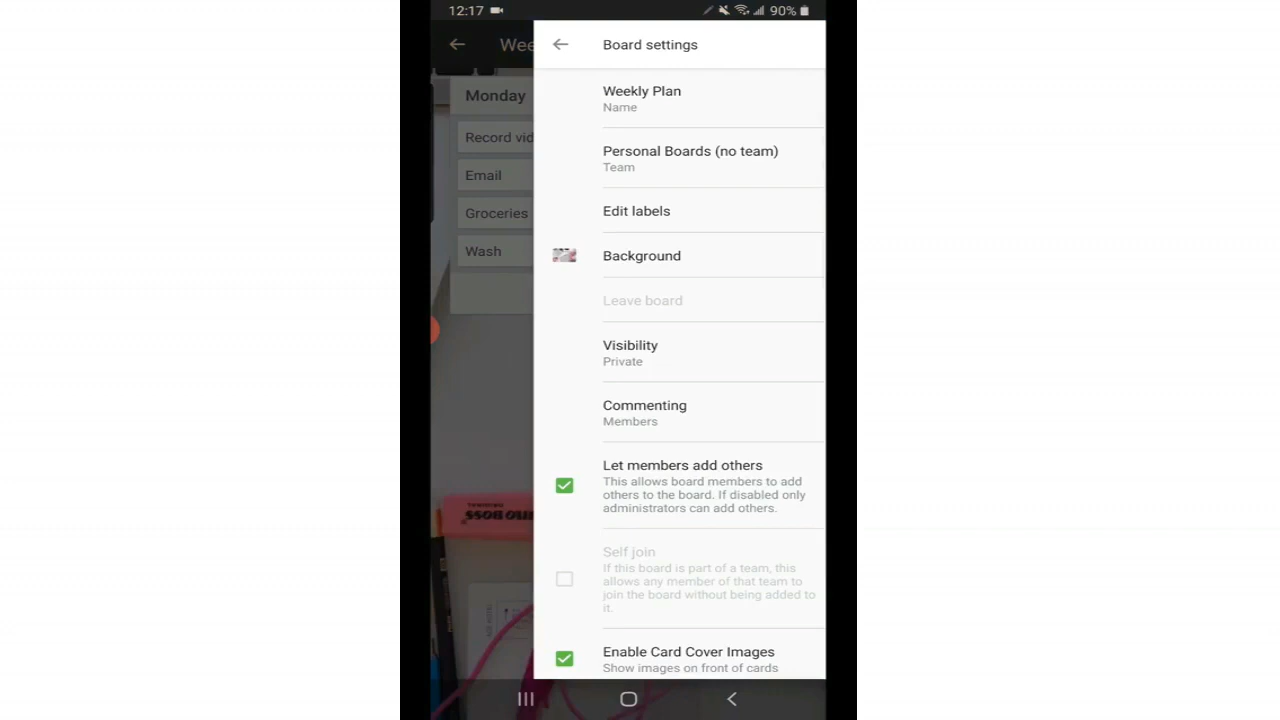 12:17
90%
Wee
Board settings
Monday
Weekly Plan
Name
Record vid
Personal Boards (no team)
Team
Email
Edit labels
Groceries
Wash
Background
Leave board
Visibility
Private
Commenting
Members
Let members add others
This allows board members to add
others to the board. If disabled only
administrators can add others.
Self join
If this board is part of a team, this
allows any member of that team to
join the board without being added to
it.
Enable Card Cover Images
Show images on front of cards